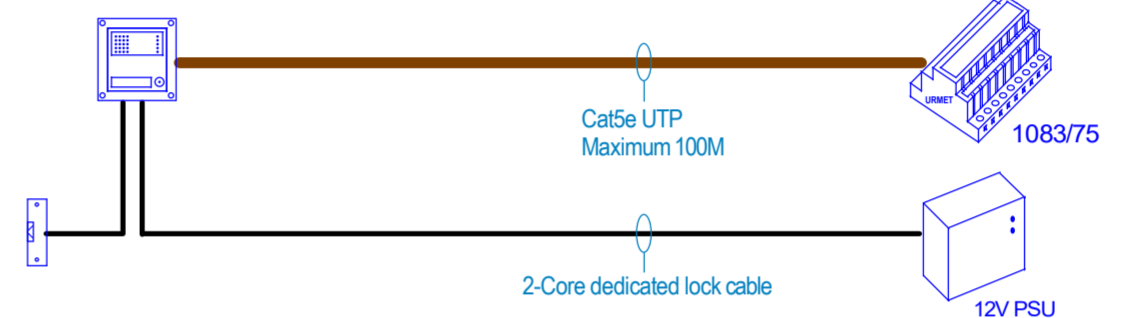 URMET
Cat5e UTP
Maximum 100M
1083/75
2-Core dedicated lock cable
12V PSU